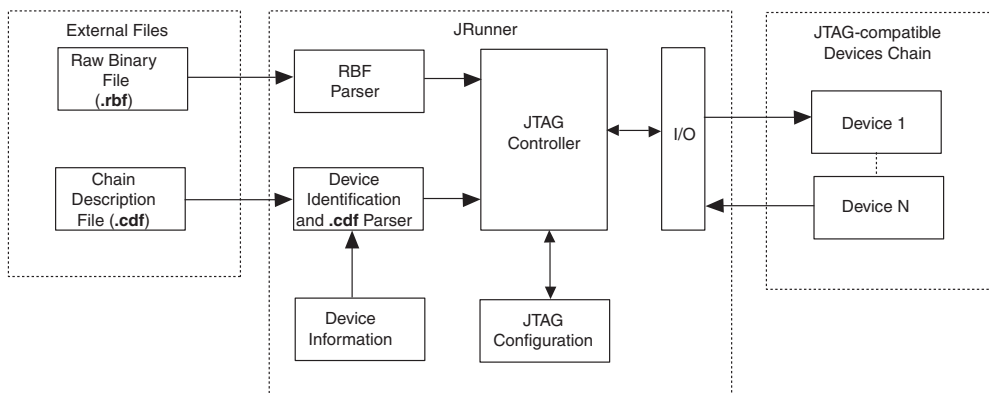 External Files
Raw Binary
File
(.rbf)
Chain
Description
File (.cdf)
JRunner
RBF
Parser
Device
Identification
and .cdf Parser
Device
Information
JTAG
Controller
JTAG
Configuration
I/O
JTAG-compatible
Devices Chain
Device 1
Device N